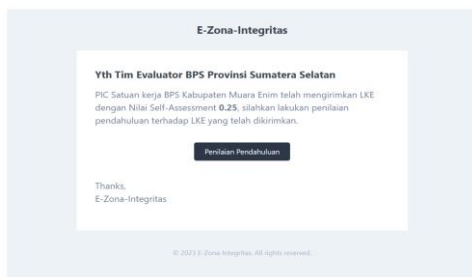 E-Zona-Integritas
Yth Tim Evaluator BPS Provinsi Sumatera Selatan
PIC Satuan kerja BPS Kabupaten Muara Enim telah mengirimkan LKE
dengan Nilai Self-Assessment 0.25, silahkan lakukan penilaian
pendahuluan terhadap LKE yang telah dikirimkan.
Penilaian Pendahuluan
Thanks,
E-Zona-Integritas
© 2023 E-Zona-Integritas. All rights reserved.